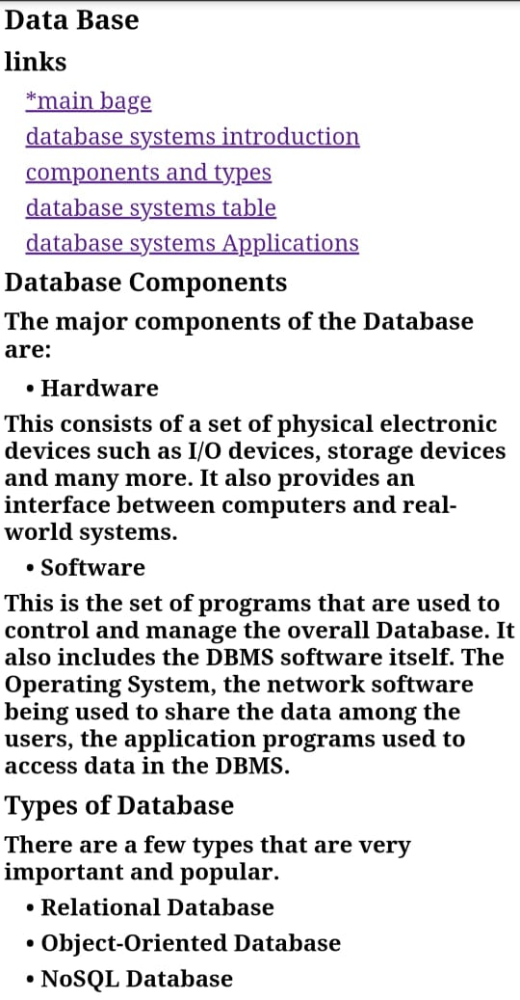 Data Base
links
*main bage
database systems introduction
components and types
database systems table
database systems Applications
Database Components
The major components of the Database
are:
• Hardware
This consists of a set of physical electronic
devices such as I/O devices, storage devices
and many more. It also provides an
interface between computers and real-
world systems.
• Software
This is the set of programs that are used to
control and manage the overall Database. It
also includes the DBMS software itself. The
Operating System, the network software
being used to share the data among the
users, the application programs used to
access data in the DBMS.
Types of Database
There are a few types that are very
important and popular.
• Relational Database
• Object-Oriented Database
• NoSQL Database